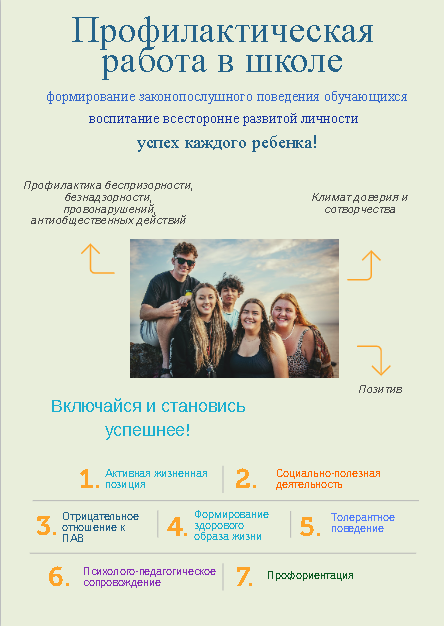 Профилактическая
работа в школе
формирование законопослушного поведения обучающихся
воспитание всесторонне развитой личности
успех каждого ребенка!
Профилактика беспризорности,
безнадзорности,
провонарушений,
антиобщественных действий
Климат доверия и
сотворчества
Позитив
Включайся и становись
успешнее!
1. Активная жизненная
позиция
2. Социально-полезная
деятельность
3. Отрицательное
отношение к
ПАВ
4. Формирование
здорового
образа жизни
5. Толерантное
поведение
6. Психолого-педагогическое
сопровождение
7. Профориентация